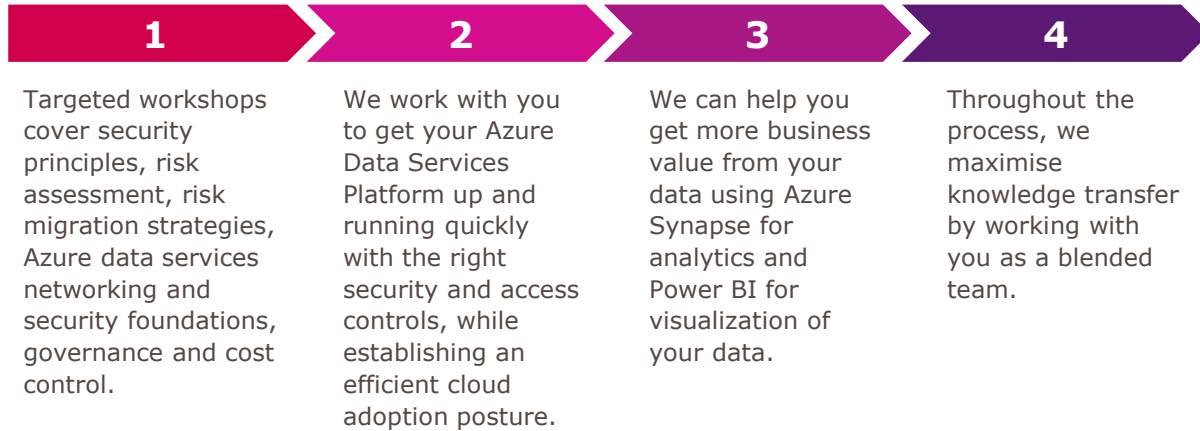 1
Targeted workshops
cover security
principles, risk
assessment, risk
migration strategies,
Azure data services
networking and
security foundations,
governance and cost
control.
2
We work with you
to get your Azure
Data Services
Platform up and
running quickly
with the right
security and access
controls, while
establishing an
efficient cloud
adoption posture.
3
We can help you
get more business
value from your
data using Azure
Synapse for
analytics and
Power BI for
visualization of
your data.
4
Throughout the
process, we
maximise
knowledge transfer
by working with
you as a blended
team.